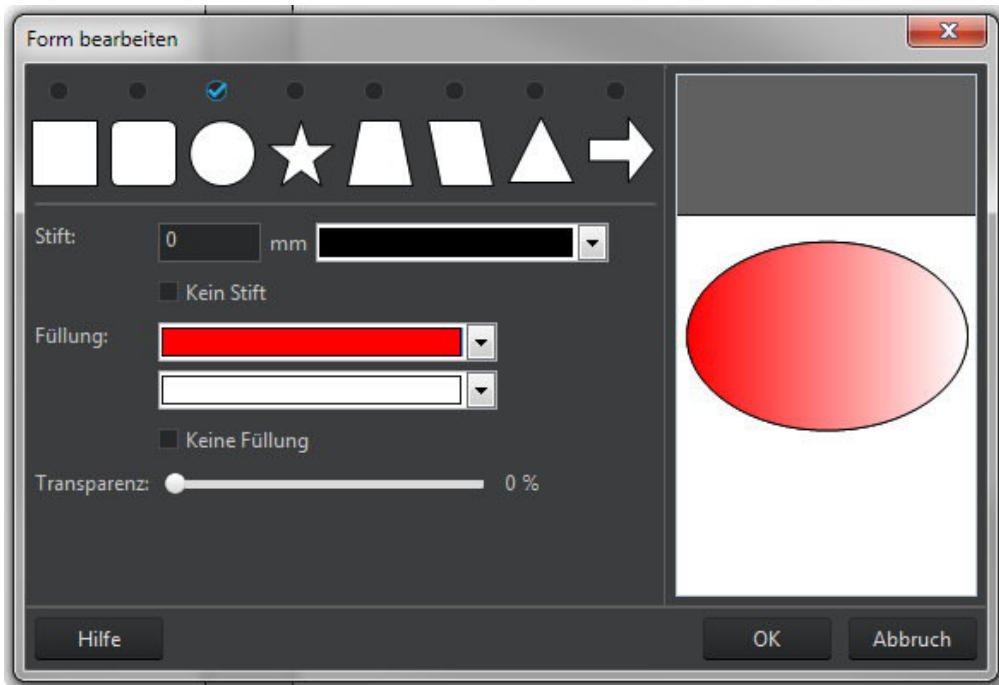 Form bearbeiten
Stift:
0
mm
Kein Stift
Füllung:
Keine Füllung
Transparenz:
0 %
Hilfe
OK
Abbruch